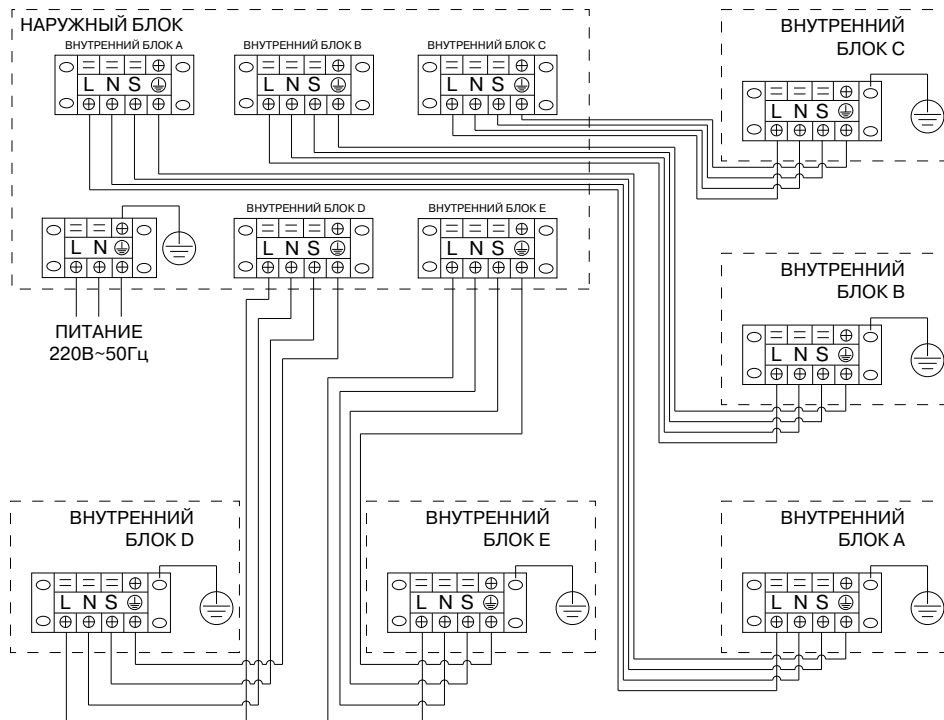 НАРУЖНЫЙ БЛОК
ВНУТРЕННИЙ БЛОК A
ВНУТРЕННИЙ БЛОК B
ВНУТРЕННИЙ БЛОК C
L N S
L N S
L N S
ВНУТРЕННИЙ
БЛОК C
L N S
ВНУТРЕННИЙ БЛОК D
ВНУТРЕННИЙ БЛОК E
L N
L N S
L N S
ПИТАНИЕ
220В~50Гц
ВНУТРЕННИЙ
БЛОК B
L N S
ВНУТРЕННИЙ
БЛОК D
L N S
ВНУТРЕННИЙ
БЛОК E
L N S
ВНУТРЕННИЙ
БЛОК A
L N S